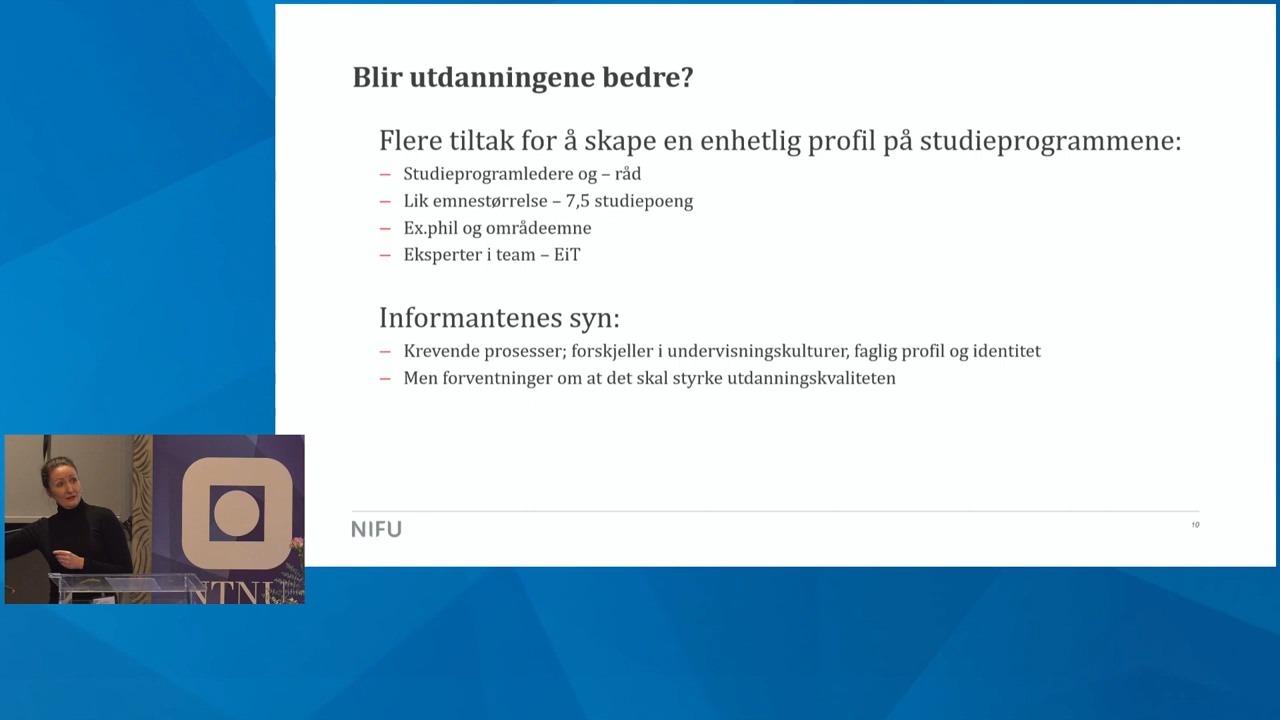 Blir utdanningene bedre?
Flere tiltak for å skape en enhetlig profil på studieprogrammene:
– Studieprogramledere og – råd
– Lik emnestørrelse – 7,5 studiepoeng
– Ex.phil og områdeemne
– Eksperter i team – EiT
Informantenes syn:
– Krevende prosesser; forskjeller i undervisningskulturer, faglig profil og identitet
– Men forventninger om at det skal styrke utdanningskvaliteten
NIFU
10
NTNU